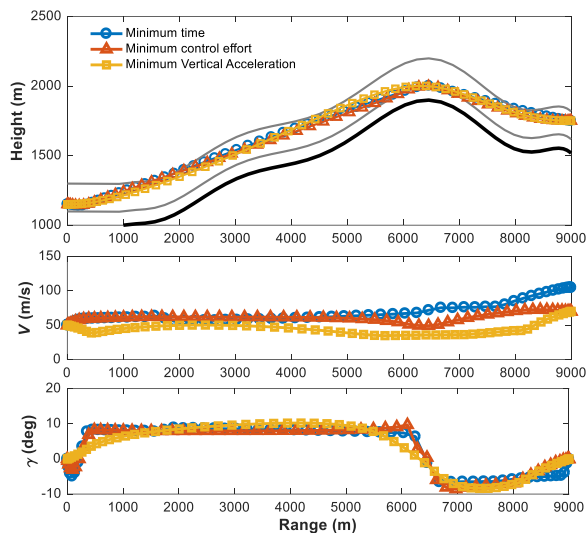 2500
2000
1500
1000
Height (m)
Minimum time
Minimum control effort
Minimum Vertical Acceleration
0 1000 2000 3000 4000 5000 6000 7000 8000 9000
150
100
50
0
V (m/s)
0 1000 2000 3000 4000 5000 6000 7000 8000 9000
20
10
0
-10
γ (deg)
0 1000 2000 3000 4000 5000 6000 7000 8000 9000
Range (m)